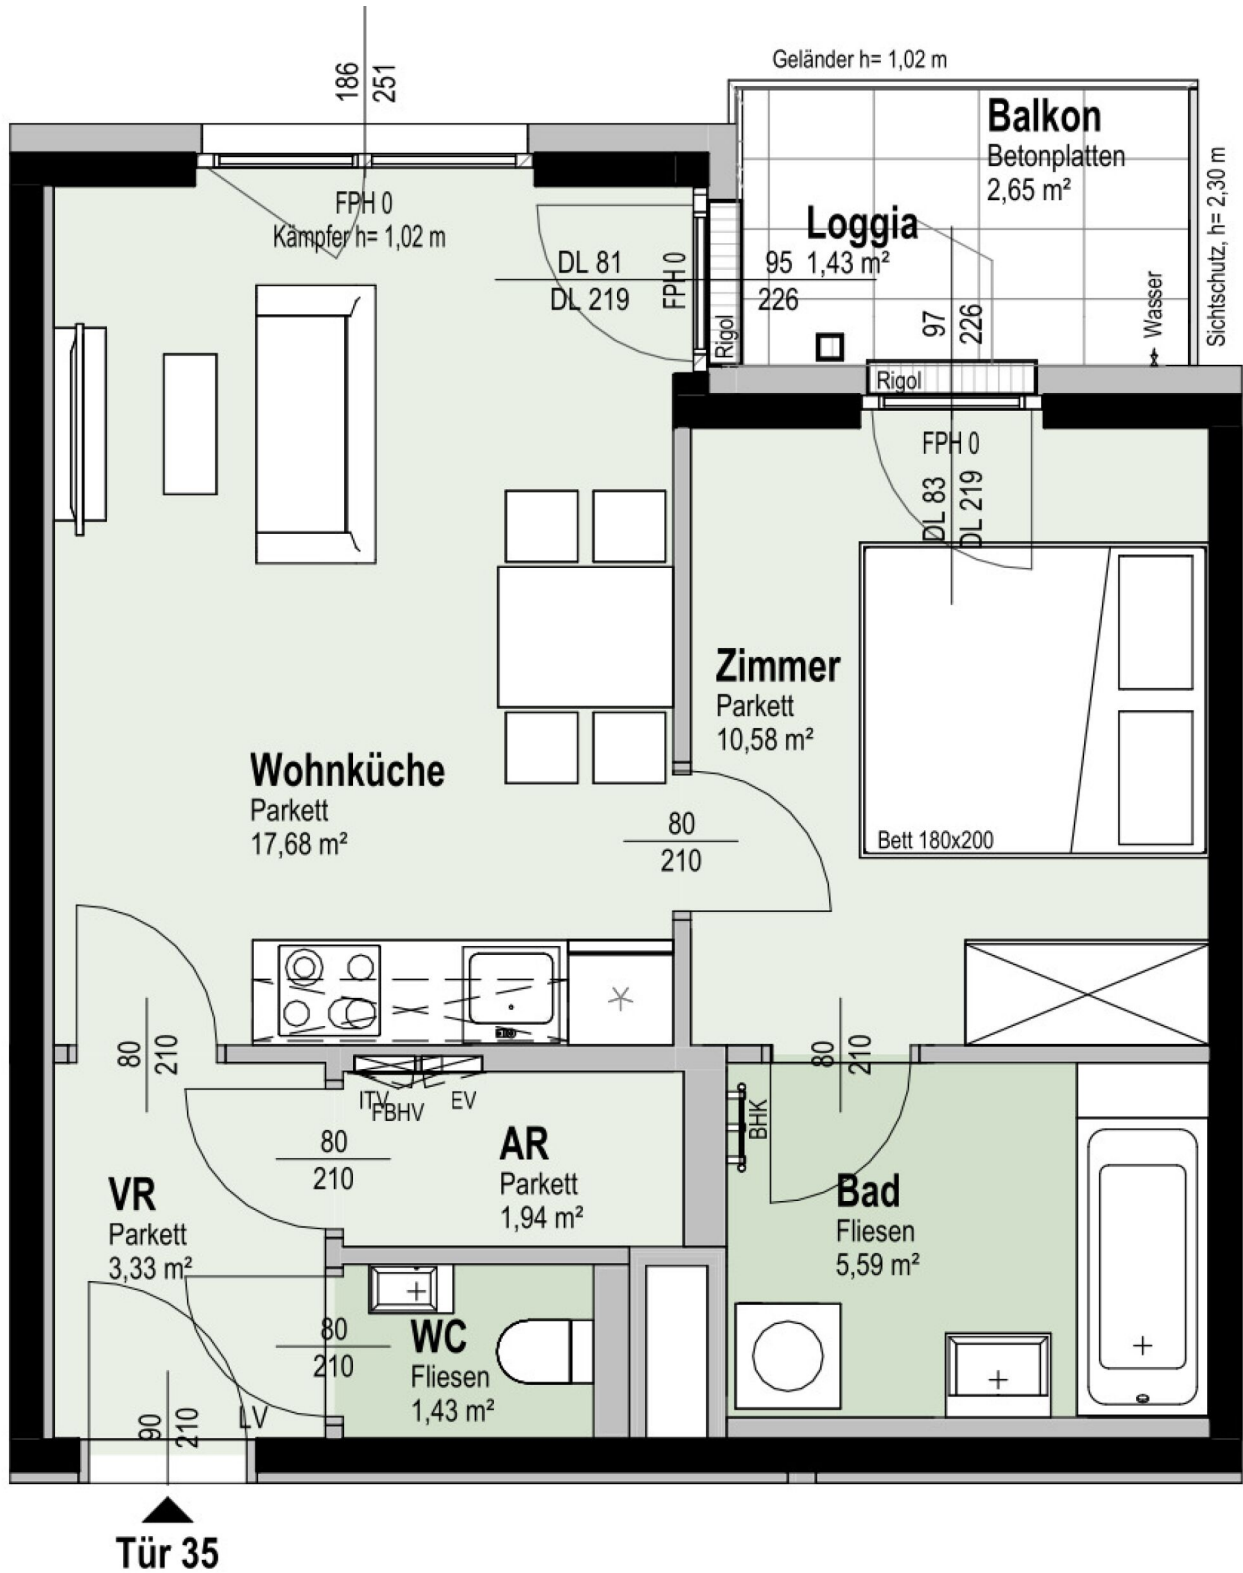 Geländer h= 1,02 m
186
251
Balkon
Betonplatten
2,65 m²
Sichtschutz, h= 2,30 m
FPH 0
Kämpfer h= 1,02 m
Loggia
1,43 m²
DL 81
DL 219
FPH 0
95
226
Rigol
97
226
Wasser
Rigol
FPH 0
DL 83
DL 219
Zimmer
Parkett
10,58 m²
Wohnküche
Parkett
17,68 m²
80
210
Bett 180x200
80
210
80
210
ITV
FBHV
EV
BHK
80
210
AR
Parkett
1,94 m²
VR
Parkett
3,33 m²
Bad
Fliesen
5,59 m²
80
210
WC
Fliesen
1,43 m²
LV
90
210
Tür 35